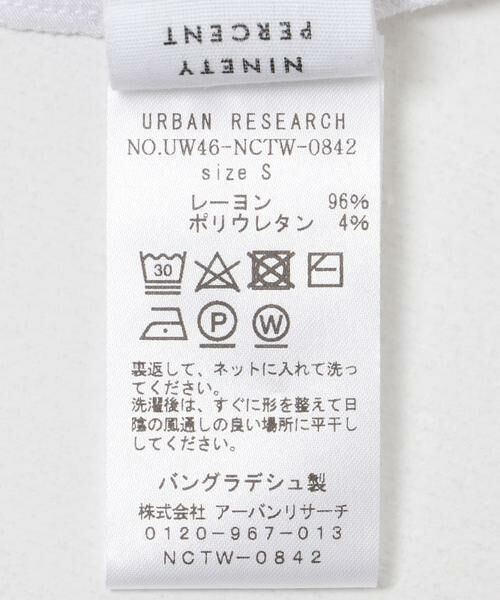 NINETY
PERCENT
URBAN RESEARCH
NO.UW46-NCTW-0842
size S
レーヨン 96%
ポリウレタン 4%
30
P W
裏返して、ネットに入れて洗っ
てください。
洗濯後は、すぐに形を整えて日
陰の風通しの良い場所に平干し
してください。
バングラデシュ製
株式会社 アーバンリサーチ
0120-967-013
NCTW-0842